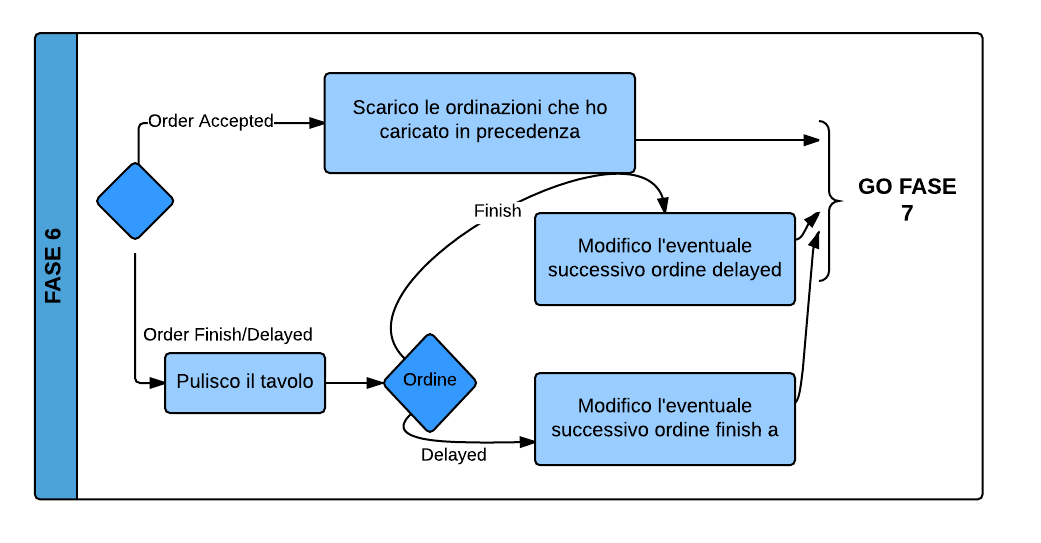 FASE 6
Order Accepted
Scarico le ordinazioni che ho
caricato in precedenza
GO FASE
7
Finish
Modifico l'eventuale
successivo ordine delayed
Order Finish/Delayed
Pulisco il tavolo
Ordine
Modifico l'eventuale
successivo ordine finish a
Delayed